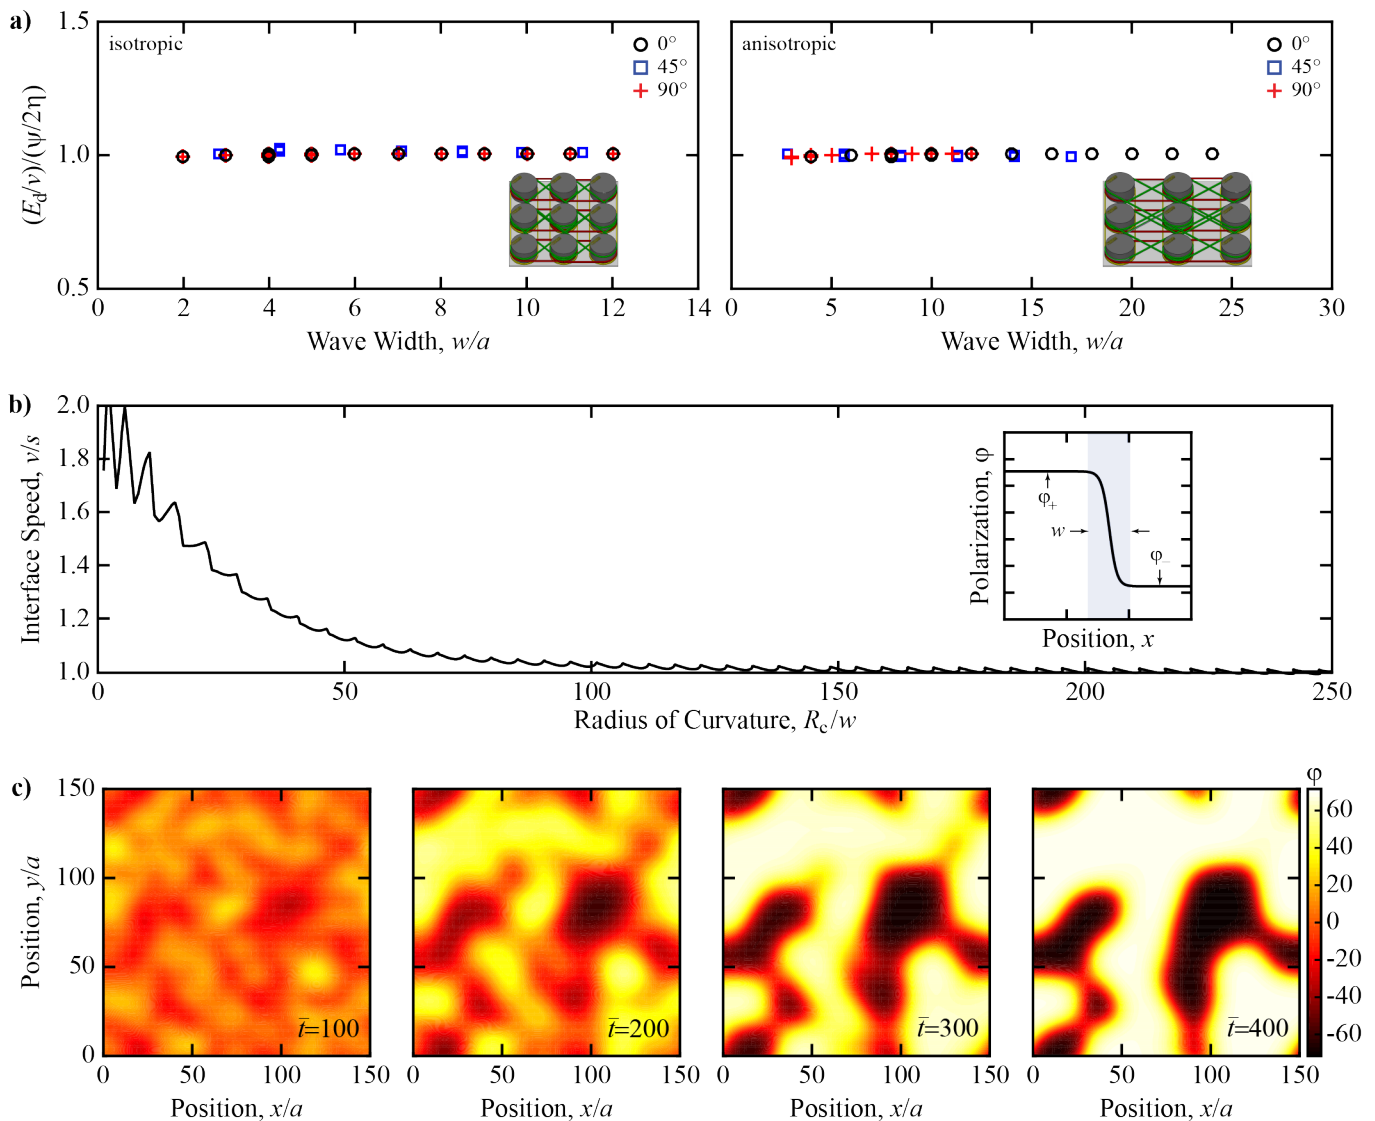 a)
1.5
1.0
0.5
(E_d/v)/(ψ/2η)
isotropic
0°
45°
90°
0 2 4 6 8 10 12 14
Wave Width, w/a
anisotropic
0°
45°
90°
0 5 10 15 20 25 30
Wave Width, w/a
b)
2.0
1.8
1.6
1.4
1.2
1.0
Interface Speed, v/s
0 50 100 150 200 250
Radius of Curvature, R_c/w
Polarization, φ
φ+
w
φ−
Position, x
c)
150
100
50
0
Position, y/a
t̄=100
0 50 100 150
Position, x/a
t̄=200
0 50 100 150
Position, x/a
t̄=300
0 50 100 150
Position, x/a
t̄=400
0 50 100 150
Position, x/a
φ
60
40
20
0
-20
-40
-60